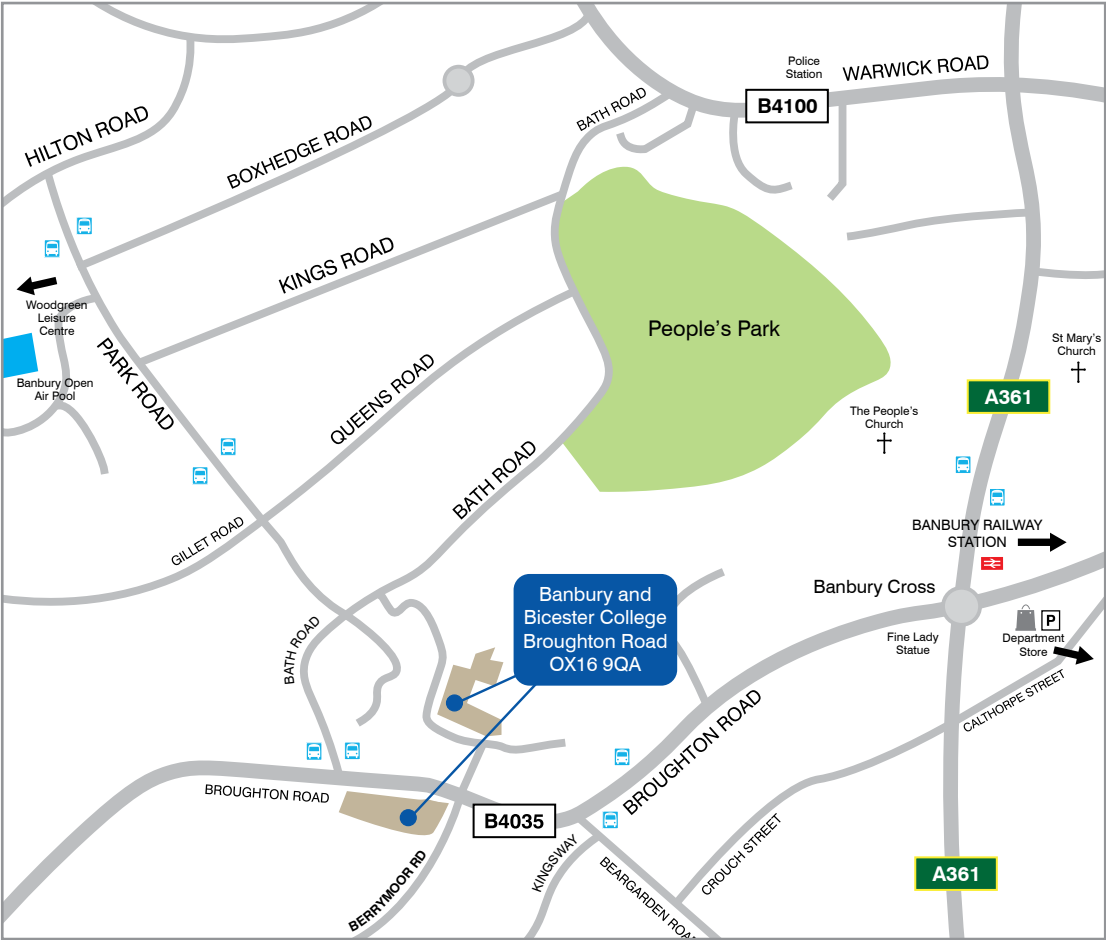 Police
Station
WARWICK ROAD
B4100
BATH ROAD
HILTON ROAD
BOXHEDGE ROAD
KINGS ROAD
Woodgreen
Leisure
Centre
People's Park
St Mary's
Church
PARK ROAD
Banbury Open
Air Pool
QUEENS ROAD
A361
The People's
Church
BATH ROAD
GILLET ROAD
BANBURY RAILWAY
STATION
Banbury Cross
Banbury and
Bicester College
Broughton Road
OX16 9QA
P
Fine Lady
Statue
Department
Store
BATH ROAD
CALTHORPE STREET
BROUGHTON ROAD
BROUGHTON ROAD
B4035
CROUCH STREET
KINGSWAY
BEARGARDEN ROAD
BERRYMOOR RD
A361